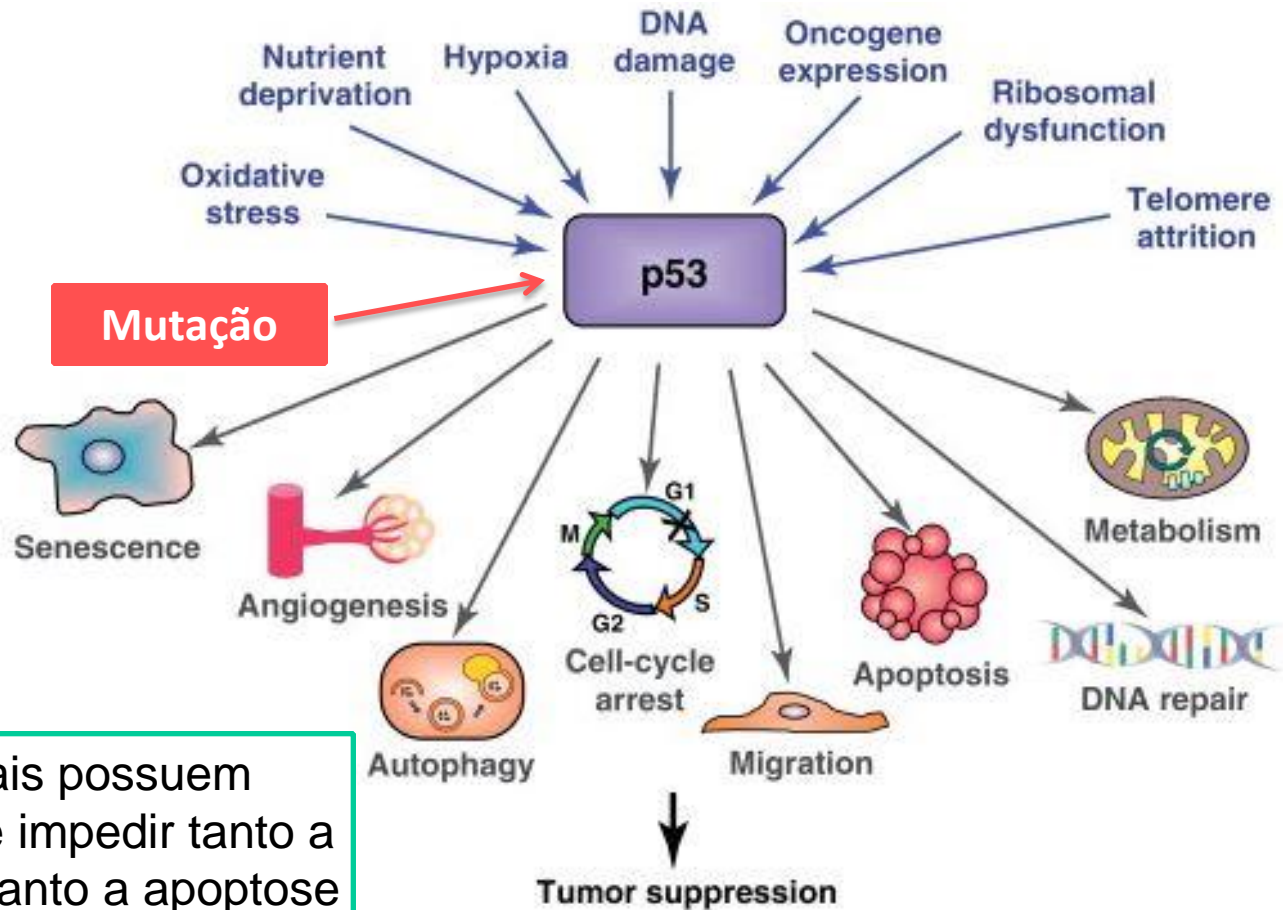 DNA
damage
Oncogene
expression
Nutrient
deprivation
Hypoxia
Ribosomal
dysfunction
Oxidative
stress
Telomere
attrition
p53
Mutação
Senescence
Angiogenesis
Autophagy
G1
M
S
G2
Cell-cycle
arrest
Migration
Apoptosis
Metabolism
DNA repair
ais possuem
e impedir tanto a
anto a apoptose
Tumor suppression